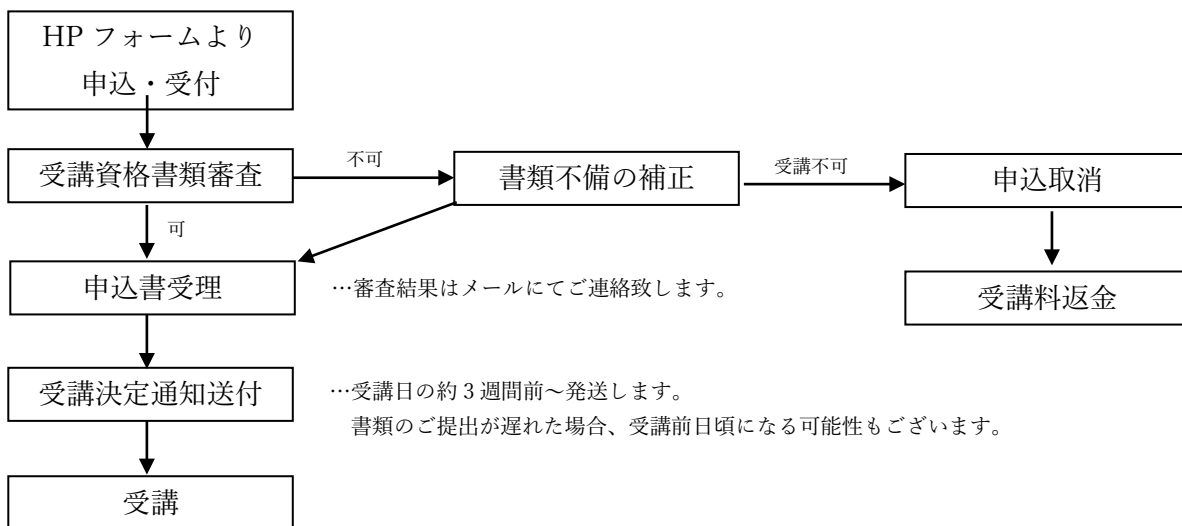 HP フォームより
申込・受付
受講資格書類審査
不可
書類不備の補正
受講不可
申込取消
可
申込書受理
…審査結果はメールにてご連絡致します。
受講料返金
受講決定通知送付
…受講日の約3週間前～発送します。
書類のご提出が遅れた場合、受講前日頃になる可能性もございます。
受講